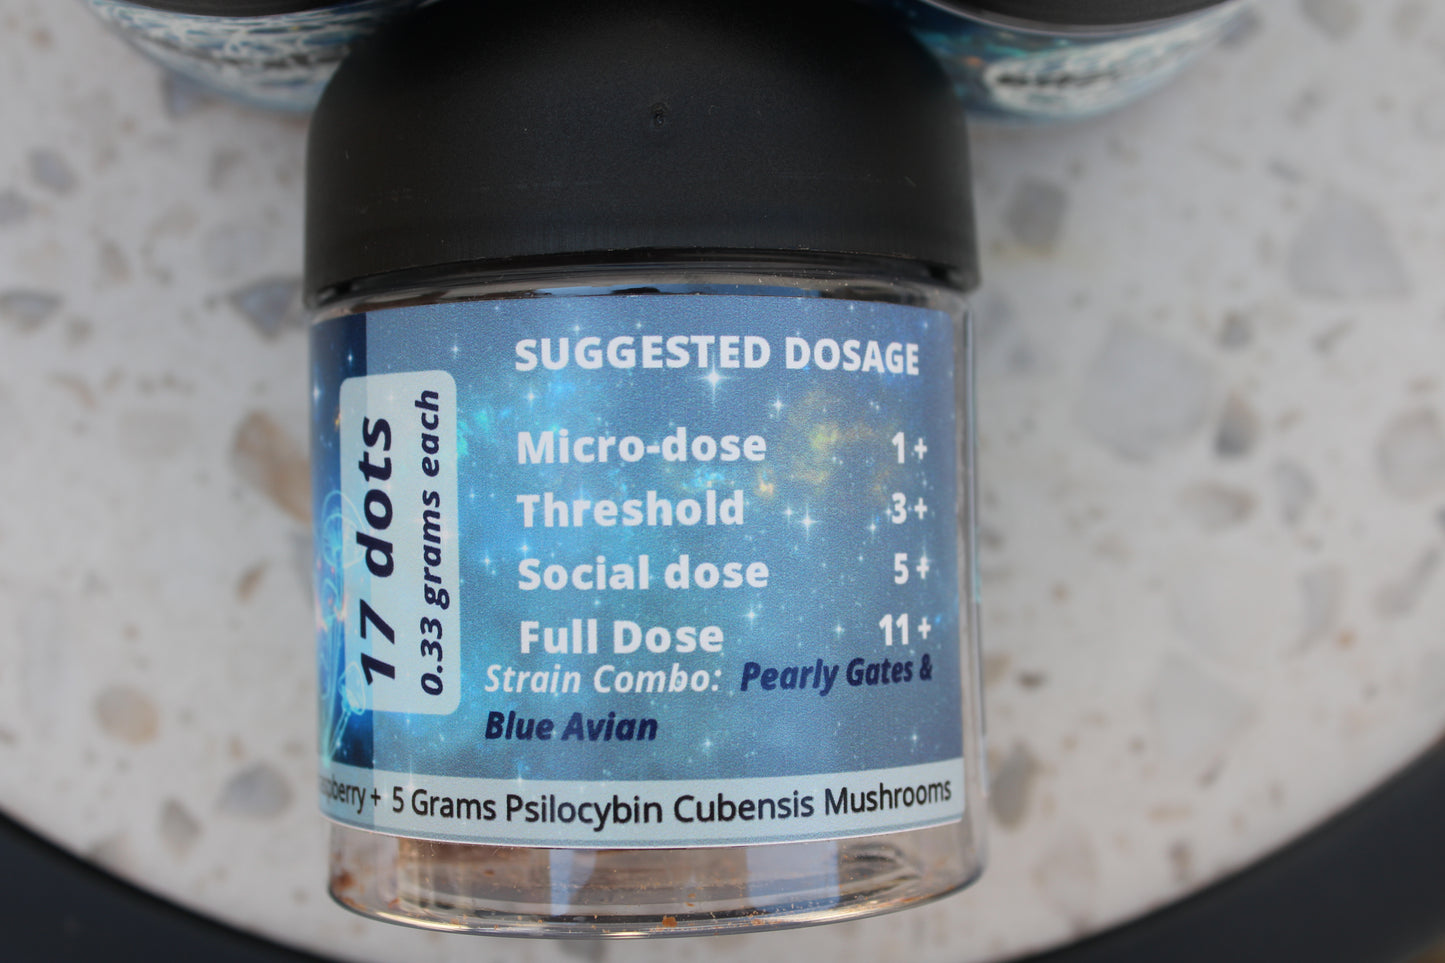 SUGGESTED DOSAGE
Micro-dose 1+
Threshold 3+
Social dose 5+
Full Dose 11+
Strain Combo: Pearly Gates &
Blue Avian
17 dots
0.33 grams each
+ 5 Grams Psilocybin Cubensis Mushrooms